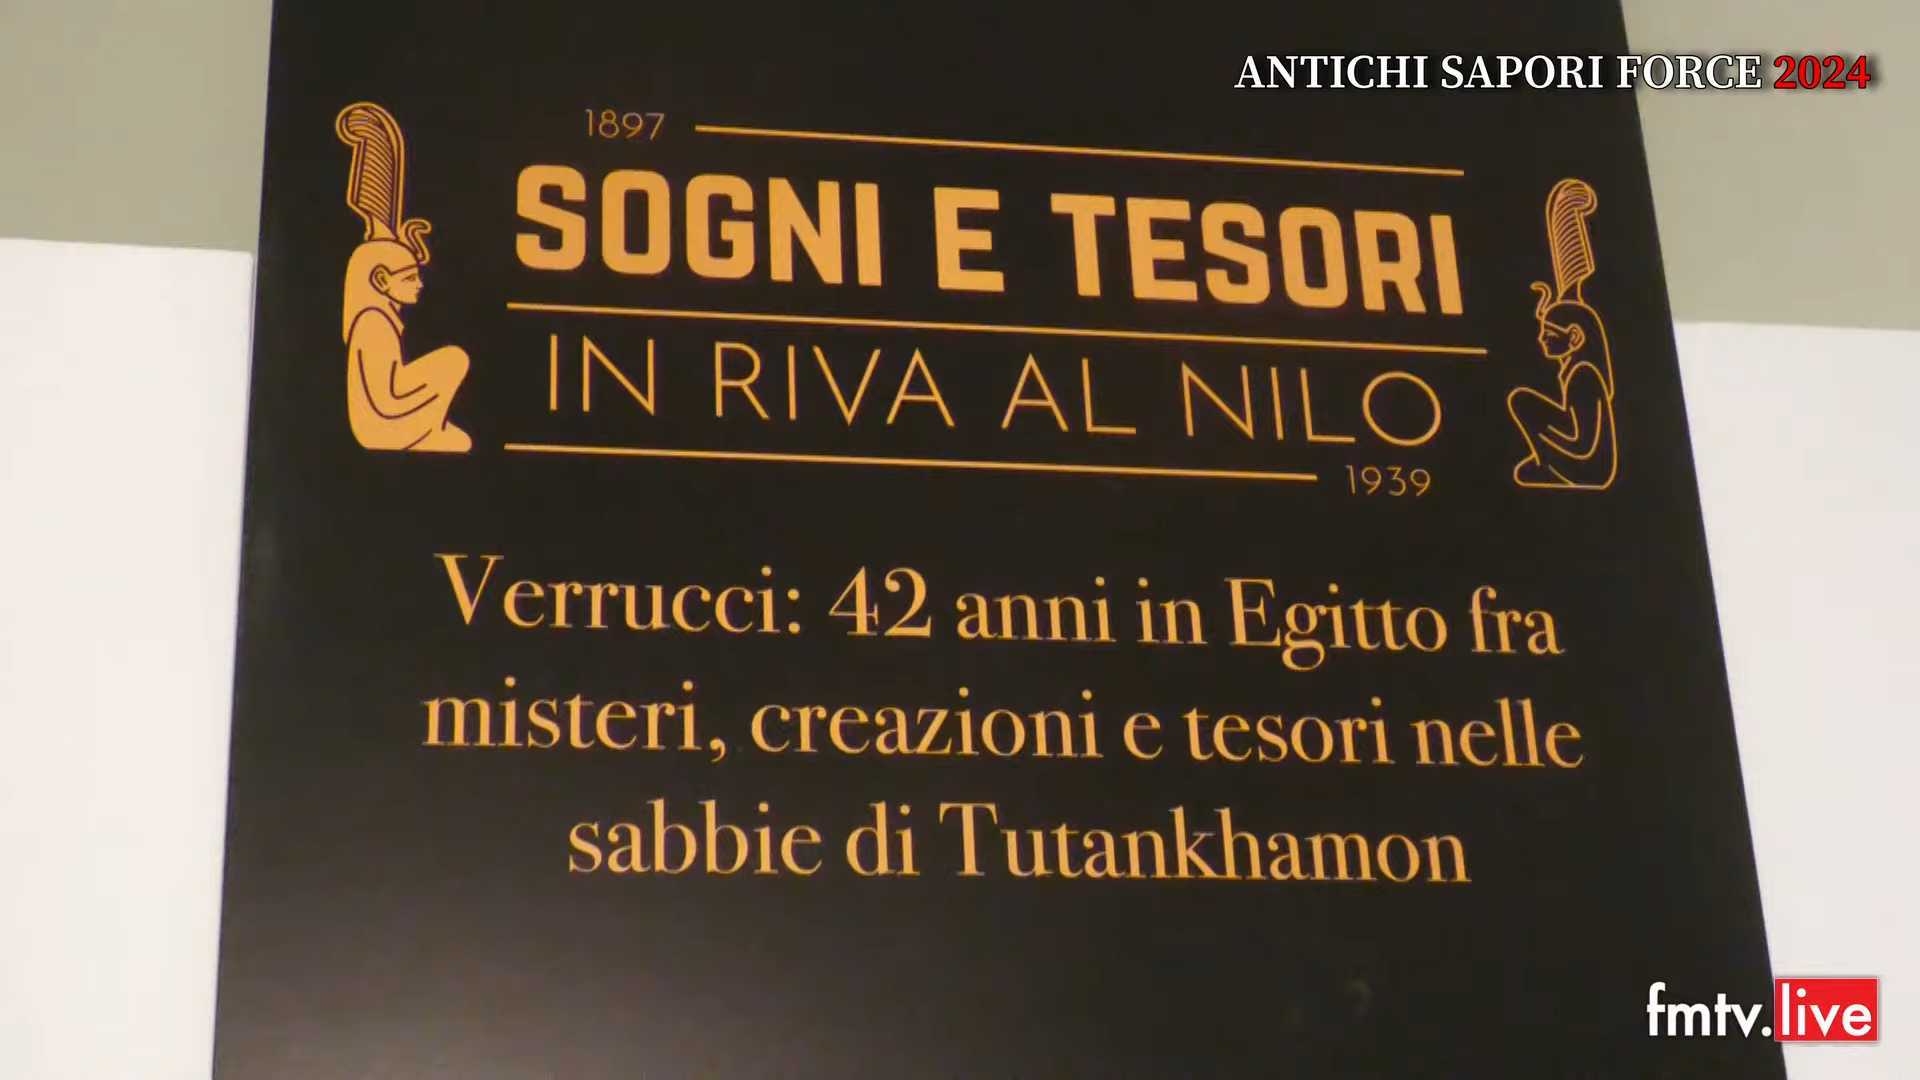 ANTICHI SAPORI FORCE 2024
1897
SOGNI E TESORI
IN RIVA AL NILO
1939
Verrucci: 42 anni in Egitto fra
misteri, creazioni e tesori nelle
sabbie di Tutankhamon
fmtv.live